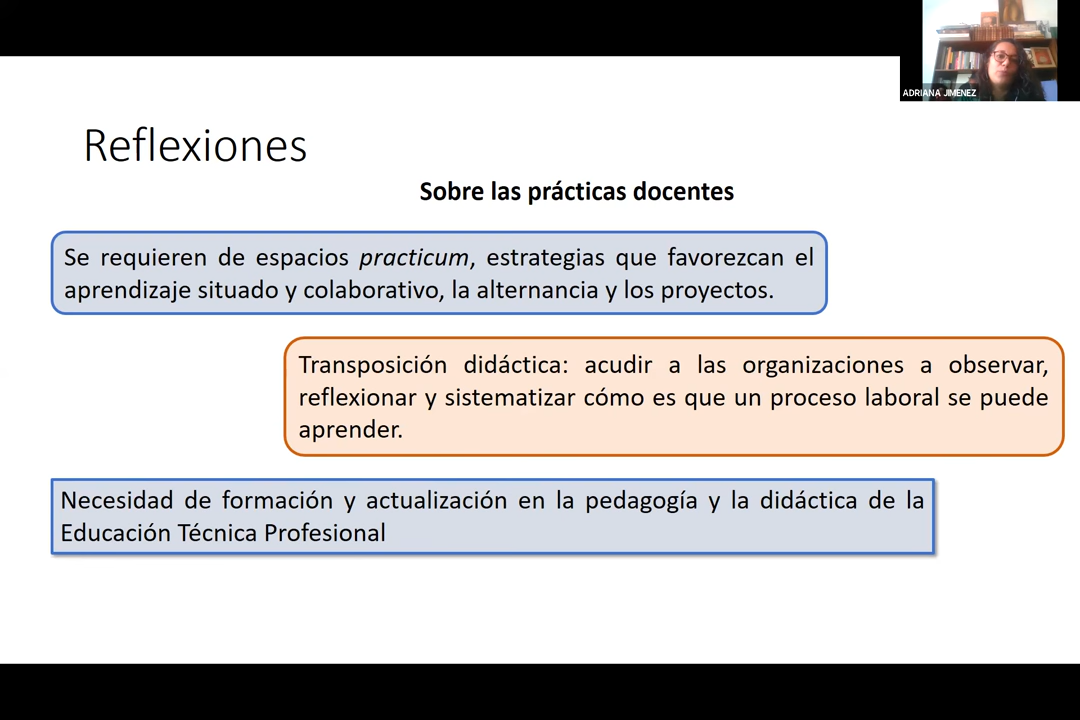 ADRIANA JIMENEZ
Reflexiones
Sobre las prácticas docentes
Se requieren de espacios practicum, estrategias que favorezcan el
aprendizaje situado y colaborativo, la alternancia y los proyectos.
Transposición didáctica: acudir a las organizaciones a observar,
reflexionar y sistematizar cómo es que un proceso laboral se puede
aprender.
Necesidad de formación y actualización en la pedagogía y la didáctica de la
Educación Técnica Profesional